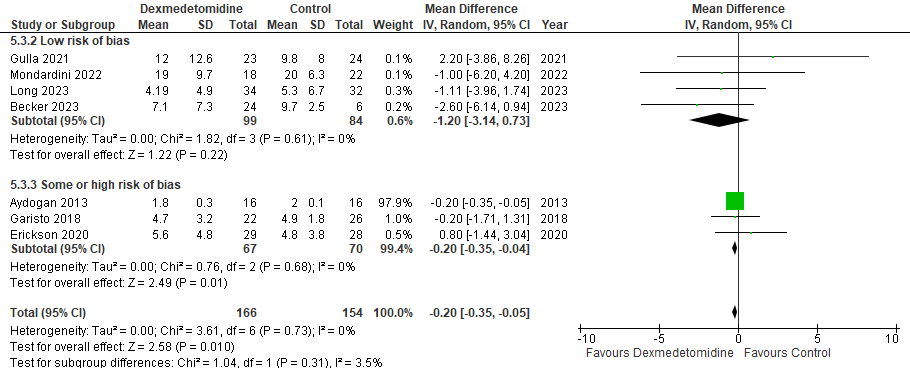 Dexmedetomidine Control Mean Difference Mean Difference
Study or Subgroup Mean SD Total Mean SD Total Weight IV, Random, 95% CI Year IV, Random, 95% CI
5.3.2 Low risk of bias
Gulla 2021 12 12.6 23 9.8 8 24 0.1% 2.20 [-3.86, 8.26] 2021
Mondardini 2022 19 9.7 18 20 6.3 22 0.1% -1.00 [-6.20, 4.20] 2022
Long 2023 4.19 4.9 34 5.3 6.7 32 0.3% -1.11 [-3.96, 1.74] 2023
Becker 2023 7.1 7.3 24 9.7 2.5 6 0.2% -2.60 [-6.14, 0.94] 2023
Subtotal (95% CI) 99 84 0.6% -1.20 [-3.14, 0.73]
Heterogeneity: Tau² = 0.00; Chi² = 1.82, df = 3 (P = 0.61); I² = 0%
Test for overall effect: Z = 1.22 (P = 0.22)
5.3.3 Some or high risk of bias
Aydogan 2013 1.8 0.3 16 2 0.1 16 97.9% -0.20 [-0.35, -0.05] 2013
Garisto 2018 4.7 3.2 22 4.9 1.8 26 1.0% -0.20 [-1.71, 1.31] 2018
Erickson 2020 5.6 4.8 29 4.8 3.8 28 0.5% 0.80 [-1.44, 3.04] 2020
Subtotal (95% CI) 67 70 99.4% -0.20 [-0.35, -0.04]
Heterogeneity: Tau² = 0.00; Chi² = 0.76, df = 2 (P = 0.68); I² = 0%
Test for overall effect: Z = 2.49 (P = 0.01)
Total (95% CI) 166 154 100.0% -0.20 [-0.35, -0.05]
Heterogeneity: Tau² = 0.00; Chi² = 3.61, df = 6 (P = 0.73); I² = 0%
Test for overall effect: Z = 2.58 (P = 0.010)
Test for subgroup differences: Chi² = 1.04, df = 1 (P = 0.31), I² = 3.5%
-10 -5 0 5 10
Favours Dexmedetomidine Favours Control